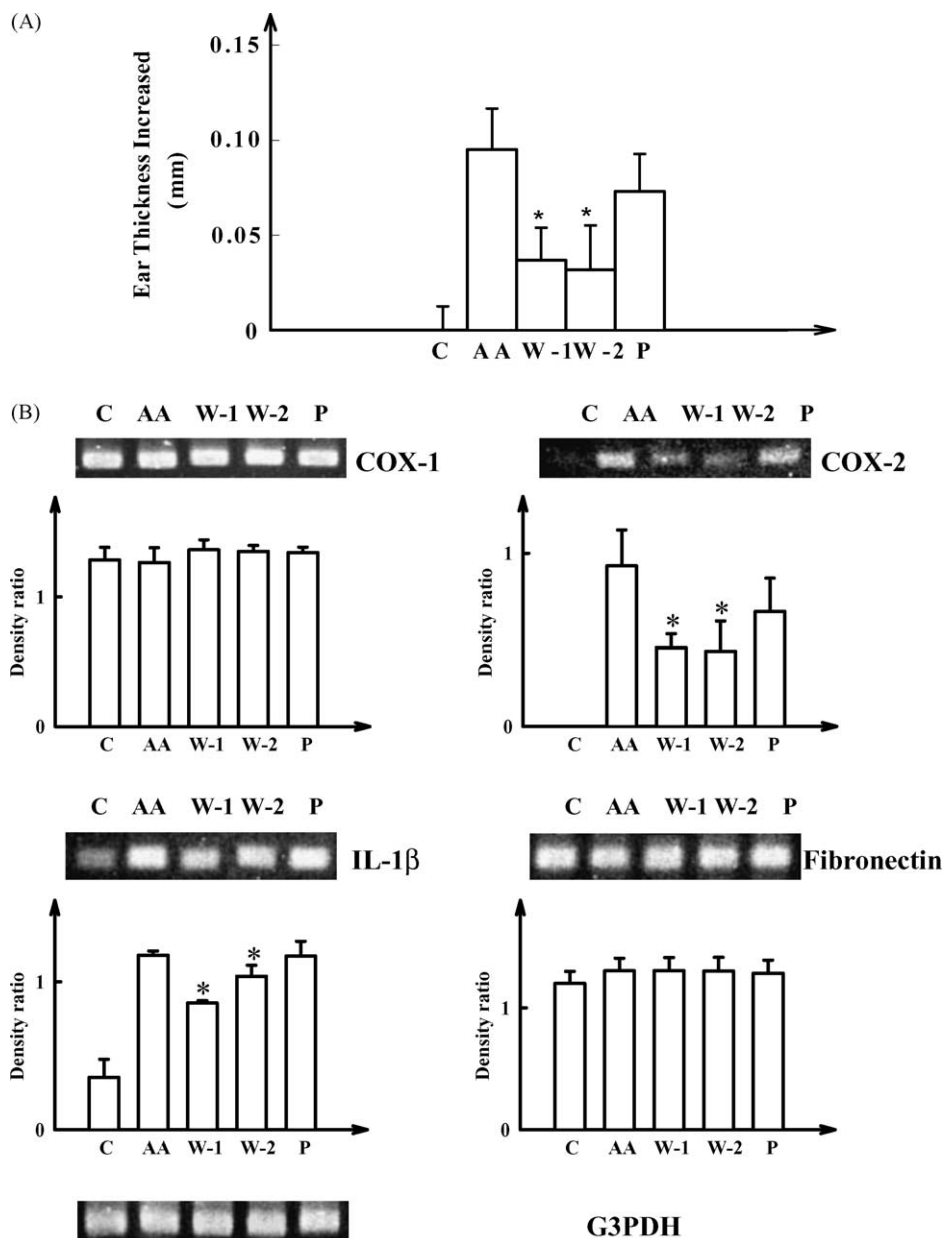 (A)
0.15
0.10
0.05
0
Ear Thickness Increased
(mm)
*
*
C A A W -1 W -2 P
(B)
C AA W-1 W-2 P
COX-1
Density ratio
1
0
C AA W-1 W-2 P
C AA W-1 W-2 P
COX-2
Density ratio
1
0
*
*
C AA W-1 W-2 P
C AA W-1 W-2 P
IL-1β
Density ratio
1
0
*
*
C AA W-1 W-2 P
C AA W-1 W-2 P
Fibronectin
Density ratio
1
0
C AA W-1 W-2 P
G3PDH